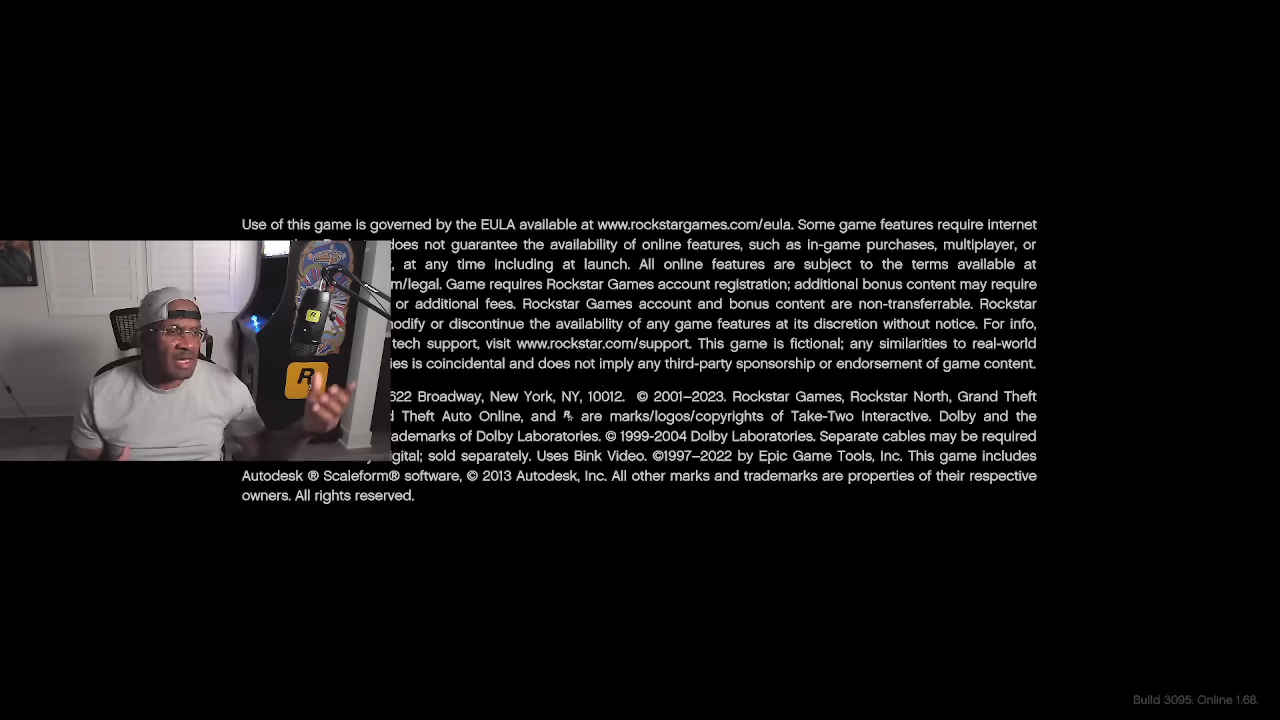 Use of this game is governed by the EULA available at www.rockstargames.com/eula. Some game features require internet
does not guarantee the availability of online features, such as in-game purchases, multiplayer, or
, at any time including at launch. All online features are subject to the terms available at
m/legal. Game requires Rockstar Games account registration; additional bonus content may require
or additional fees. Rockstar Games account and bonus content are non-transferrable. Rockstar
modify or discontinue the availability of any game features at its discretion without notice. For info,
tech support, visit www.rockstar.com/support. This game is fictional; any similarities to real-world
is coincidental and does not imply any third-party sponsorship or endorsement of game content.
622 Broadway, New York, NY, 10012. © 2001–2023. Rockstar Games, Rockstar North, Grand Theft
Theft Auto Online, and R* are marks/logos/copyrights of Take-Two Interactive. Dolby and the
of Dolby Laboratories. © 1999-2004 Dolby Laboratories. Separate cables may be required
sold separately. Uses Bink Video. ©1997–2022 by Epic Game Tools, Inc. This game includes
Autodesk ® Scaleform® software, © 2013 Autodesk, Inc. All other marks and trademarks are properties of their respective
owners. All rights reserved.
Build 3095. Online 1.68.